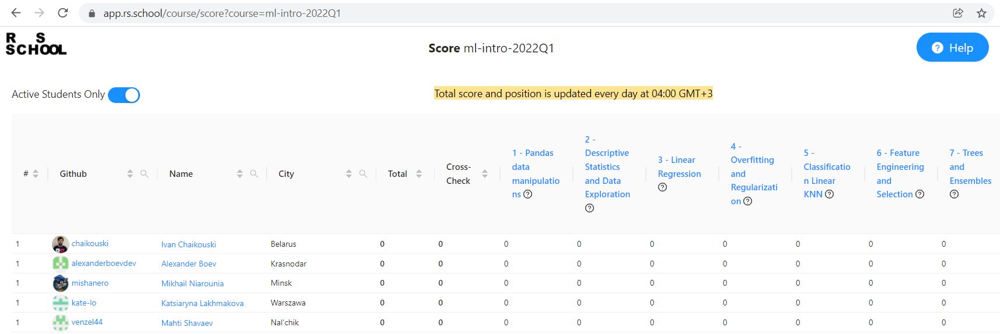 app.rs.school/course/score?course=ml-intro-2022Q1
R S
SCHOOL
Score ml-intro-2022Q1
? Help
Active Students Only
Total score and position is updated every day at 04:00 GMT+3
#
Github
Name
City
Total
Cross-
Check
1 - Pandas
data
manipulatio
ns ?
2 -
Descriptive
Statistics
and Data
Exploration
?
3 - Linear
Regression
?
4 -
Overfitting
and
Regularizati
on ?
5 -
Classificatio
n Linear
KNN ?
6 - Feature
Engineering
and
Selection ?
7 - Trees
and
Ensembles
?
1 chaikouski Ivan Chaikouski Belarus 0 0 0 0 0 0 0 0 0
1 alexanderboevdev Alexander Boev Krasnodar 0 0 0 0 0 0 0 0 0
1 mishanero Mikhail Niarounia Minsk 0 0 0 0 0 0 0 0 0
1 kate-lo Katsiaryna Lakhmakova Warszawa 0 0 0 0 0 0 0 0 0
1 venzel44 Mahti Shavaev Nal'chik 0 0 0 0 0 0 0 0 0